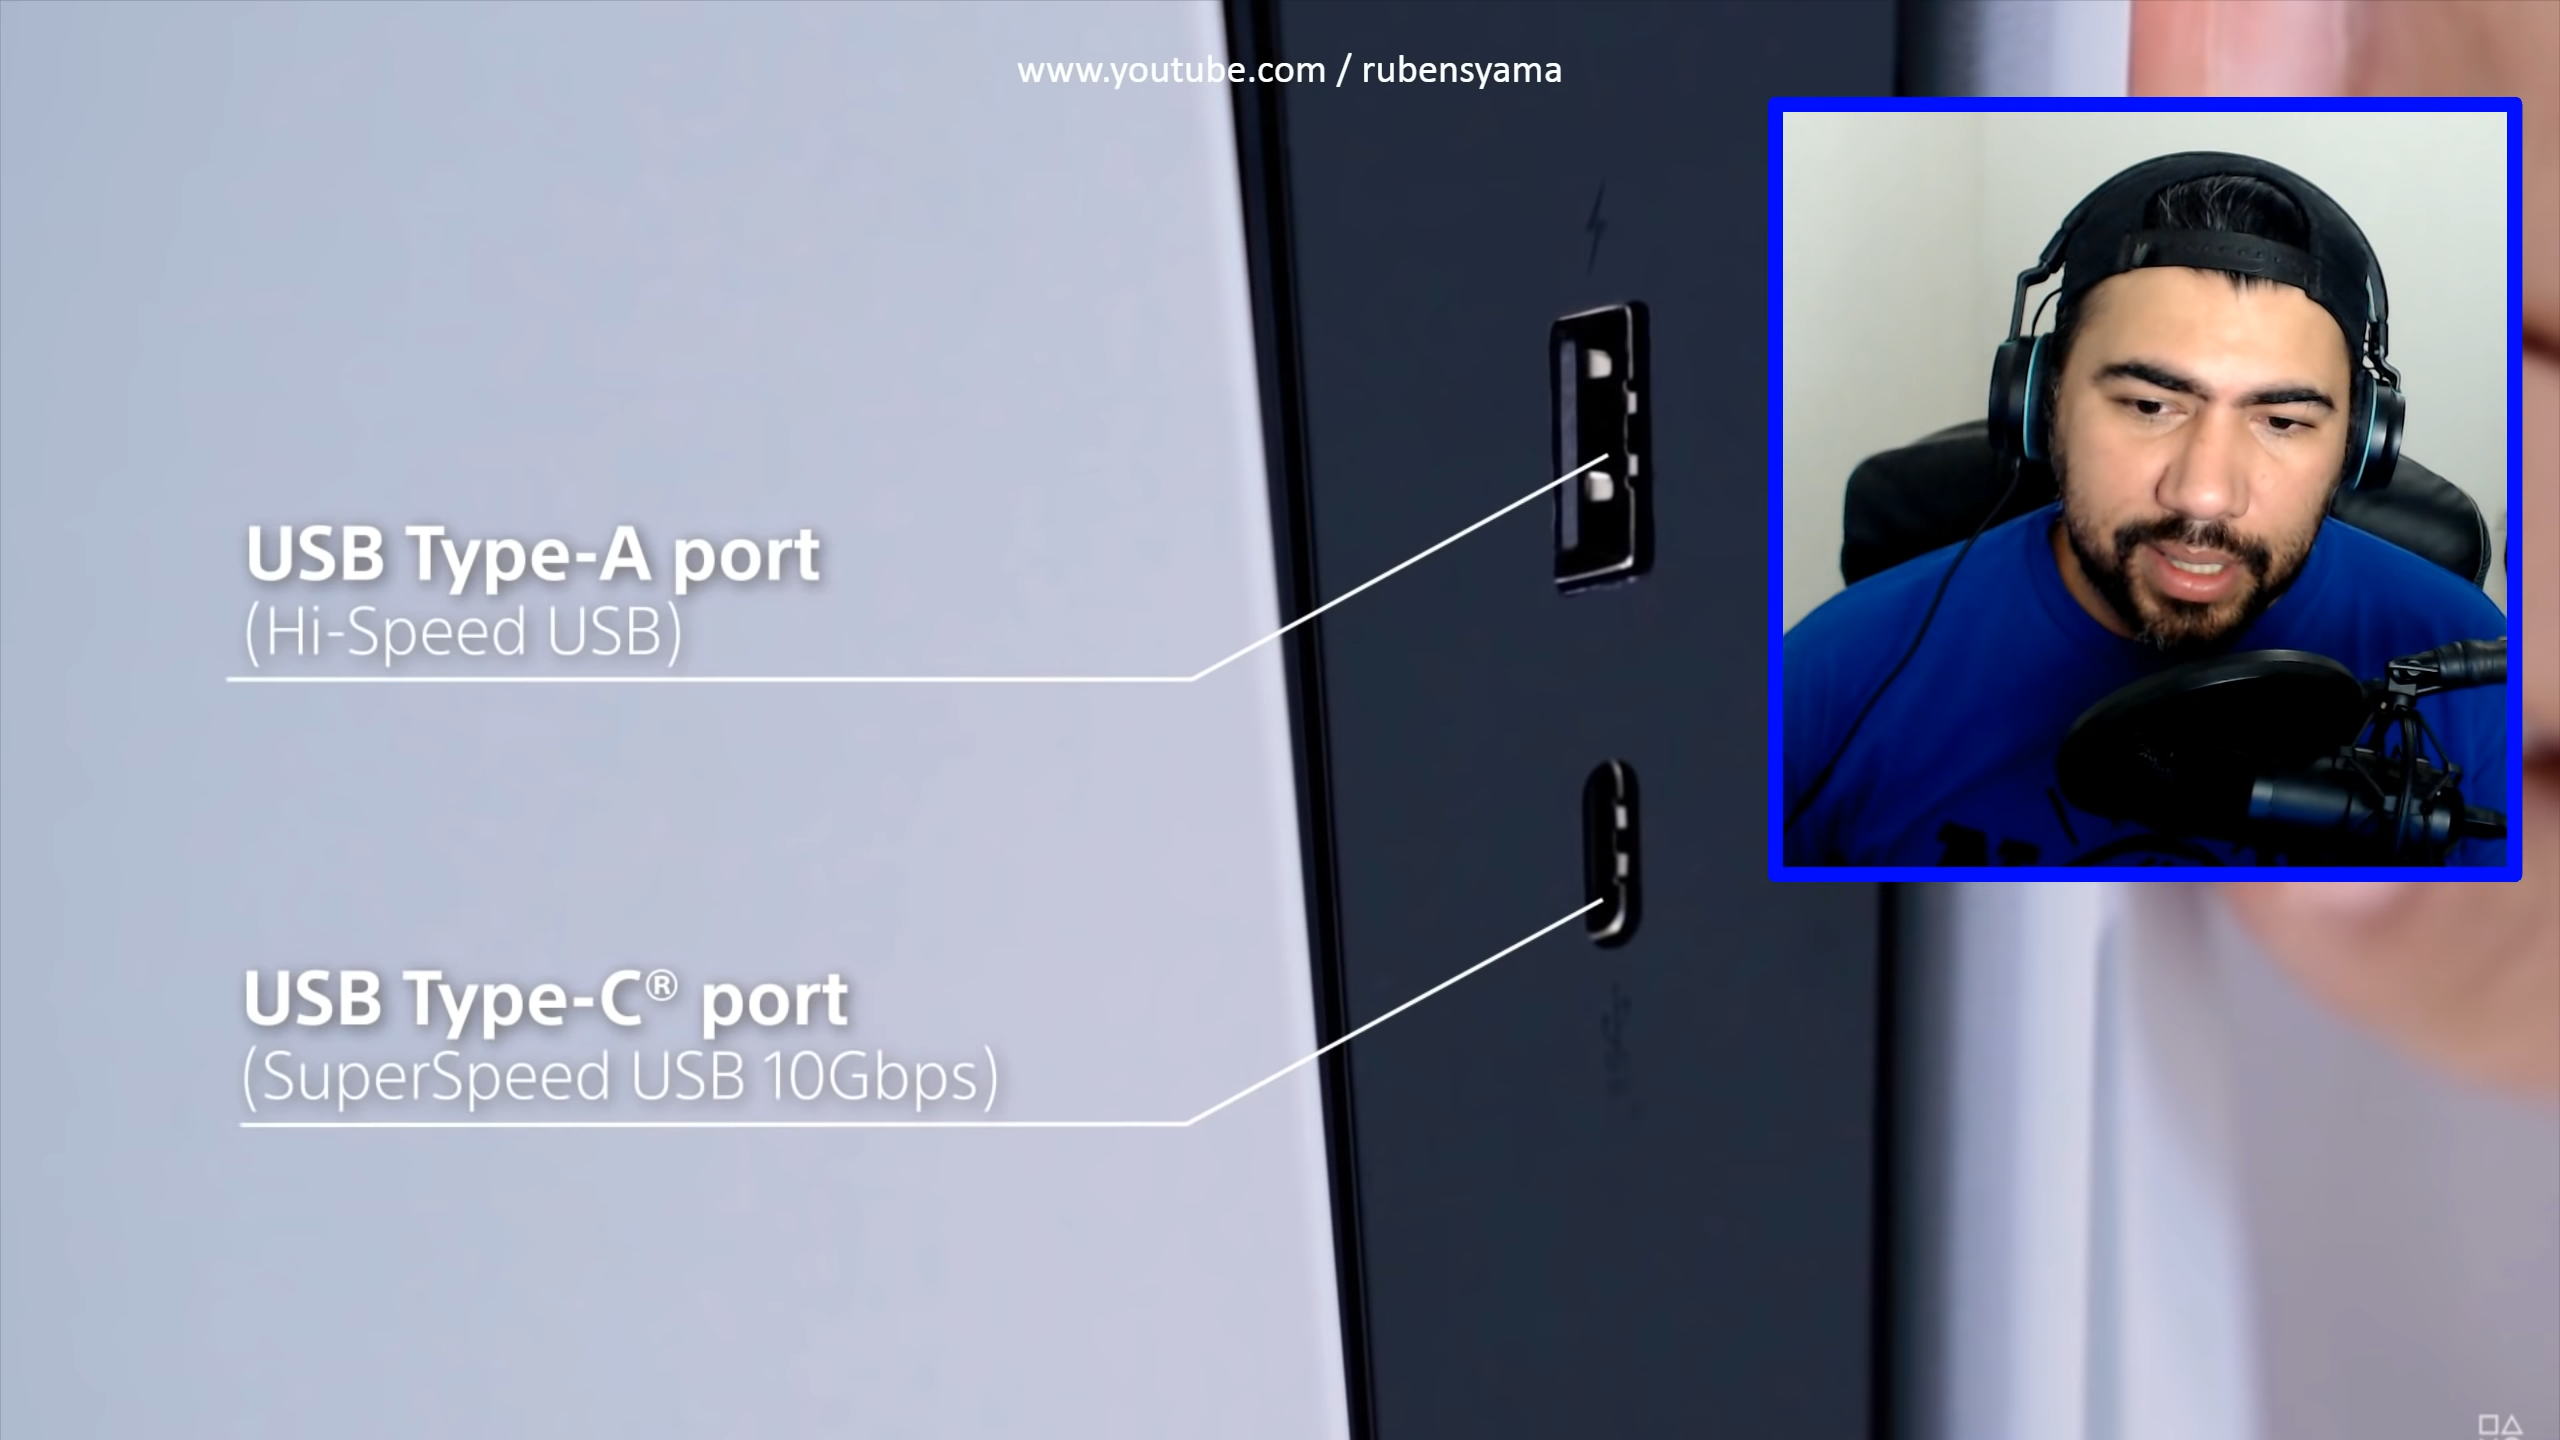 www.youtube.com / rubensyama
USB Type-A port
(Hi-Speed USB)
USB Type-C® port
(SuperSpeed USB 10Gbps)